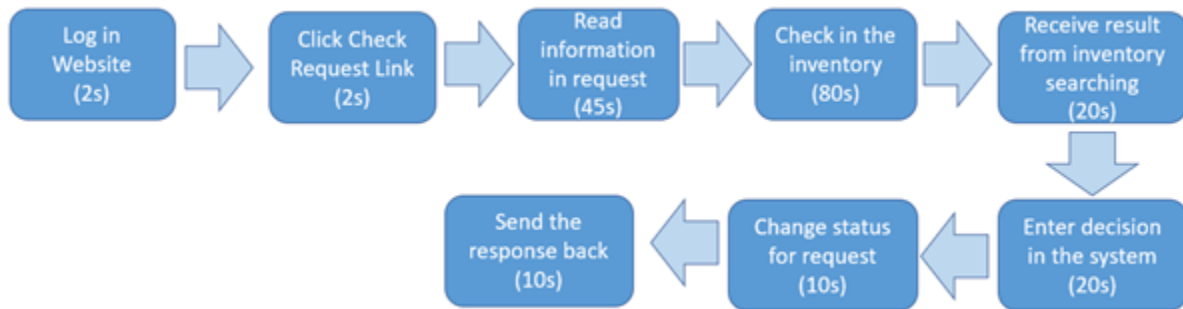 Log in
Website
(2s)
Click Check
Request Link
(2s)
Read
information
in request
(45s)
Check in the
inventory
(80s)
Receive result
from inventory
searching
(20s)
Enter decision
in the system
(20s)
Change status
for request
(10s)
Send the
response back
(10s)